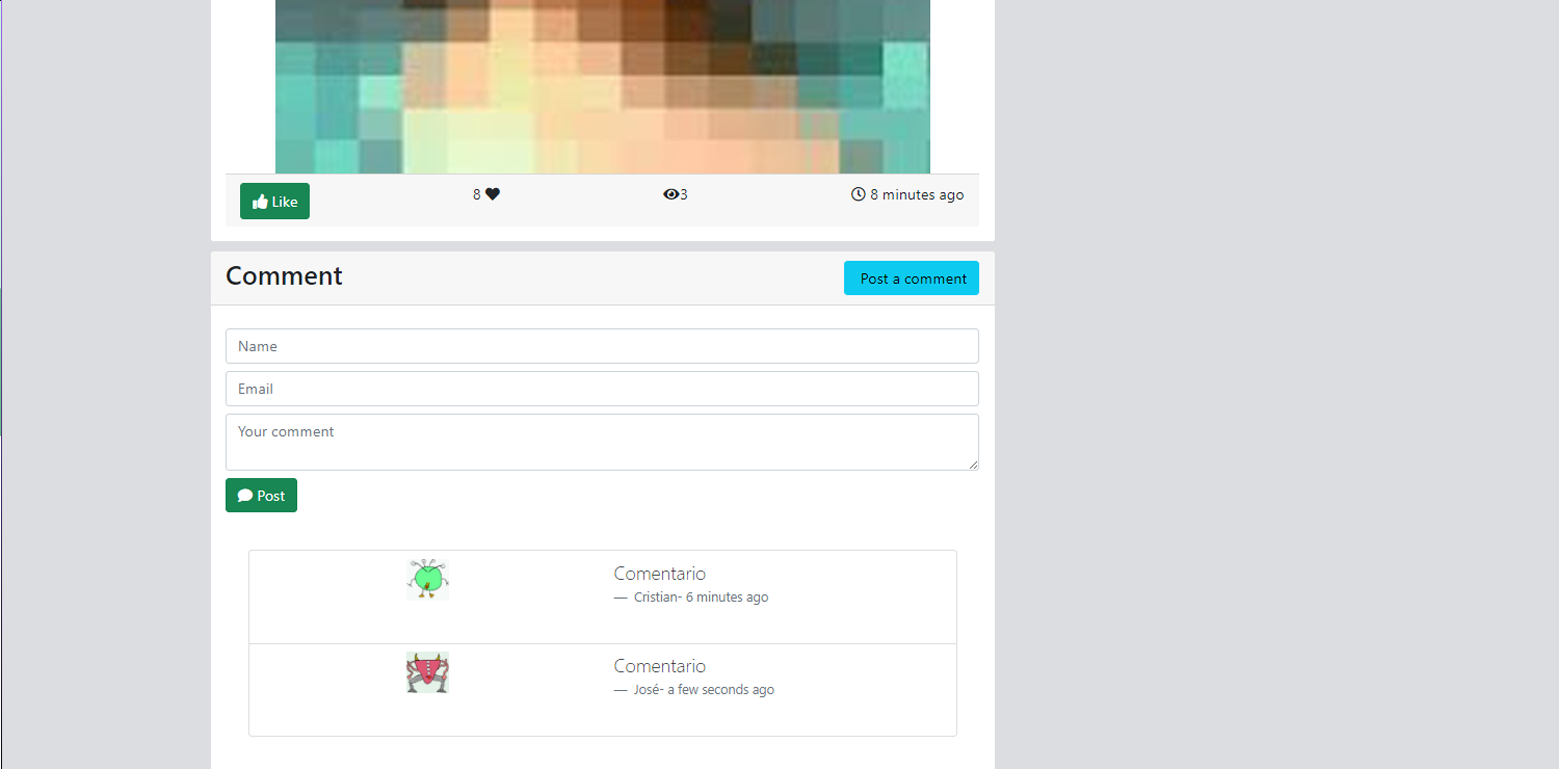 Like
8
3
8 minutes ago
Comment
Post a comment
Name
Email
Your comment
Post
Comentario
— Cristian- 6 minutes ago
Comentario
— José- a few seconds ago